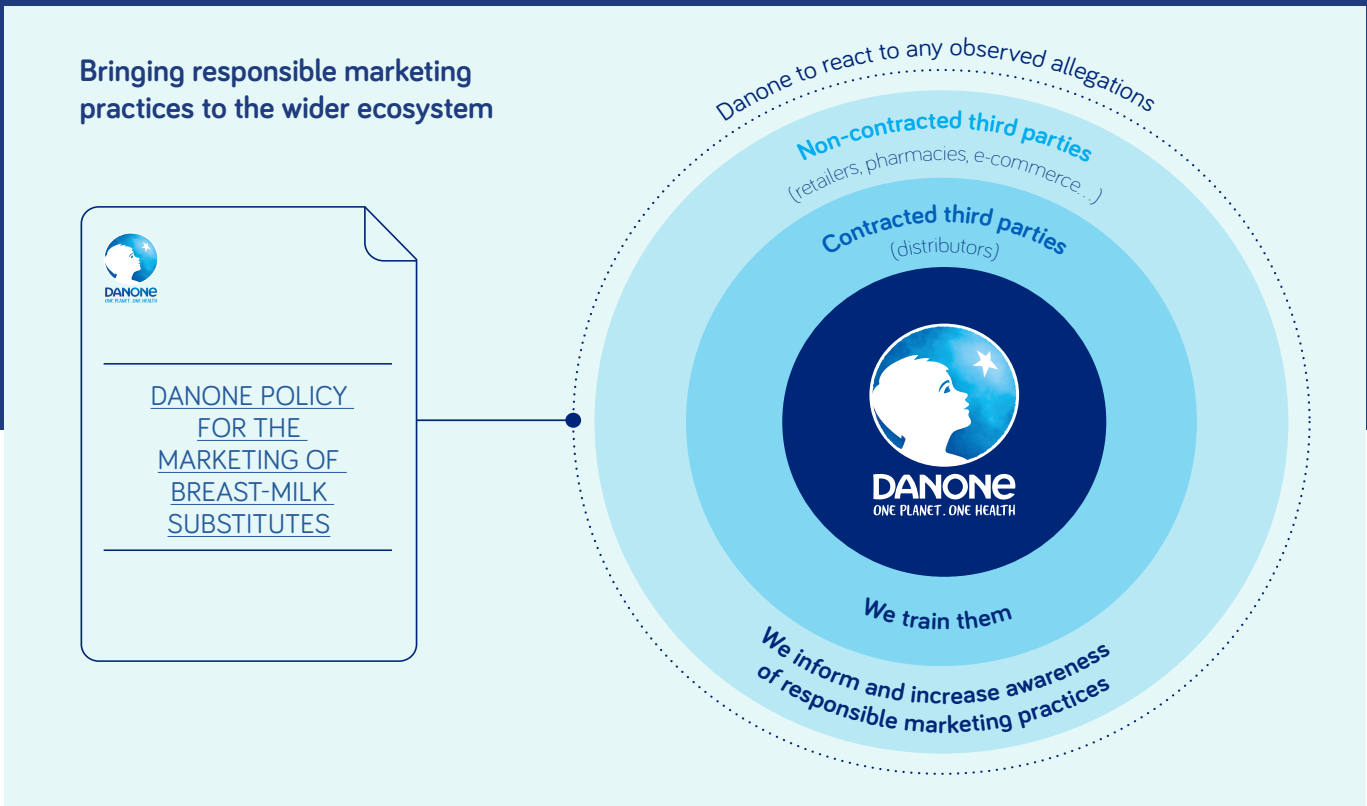 Bringing responsible marketing
practices to the wider ecosystem
DANONE
ONE PLANET. ONE HEALTH
DANONE POLICY
FOR THE
MARKETING OF
BREAST-MILK
SUBSTITUTES
Danone to react to any observed allegations
Non-contracted third parties
(retailers, pharmacies, e-commerce...)
Contracted third parties
(distributors)
DANONE
ONE PLANET. ONE HEALTH
We train them
We inform and increase awareness
of responsible marketing practices